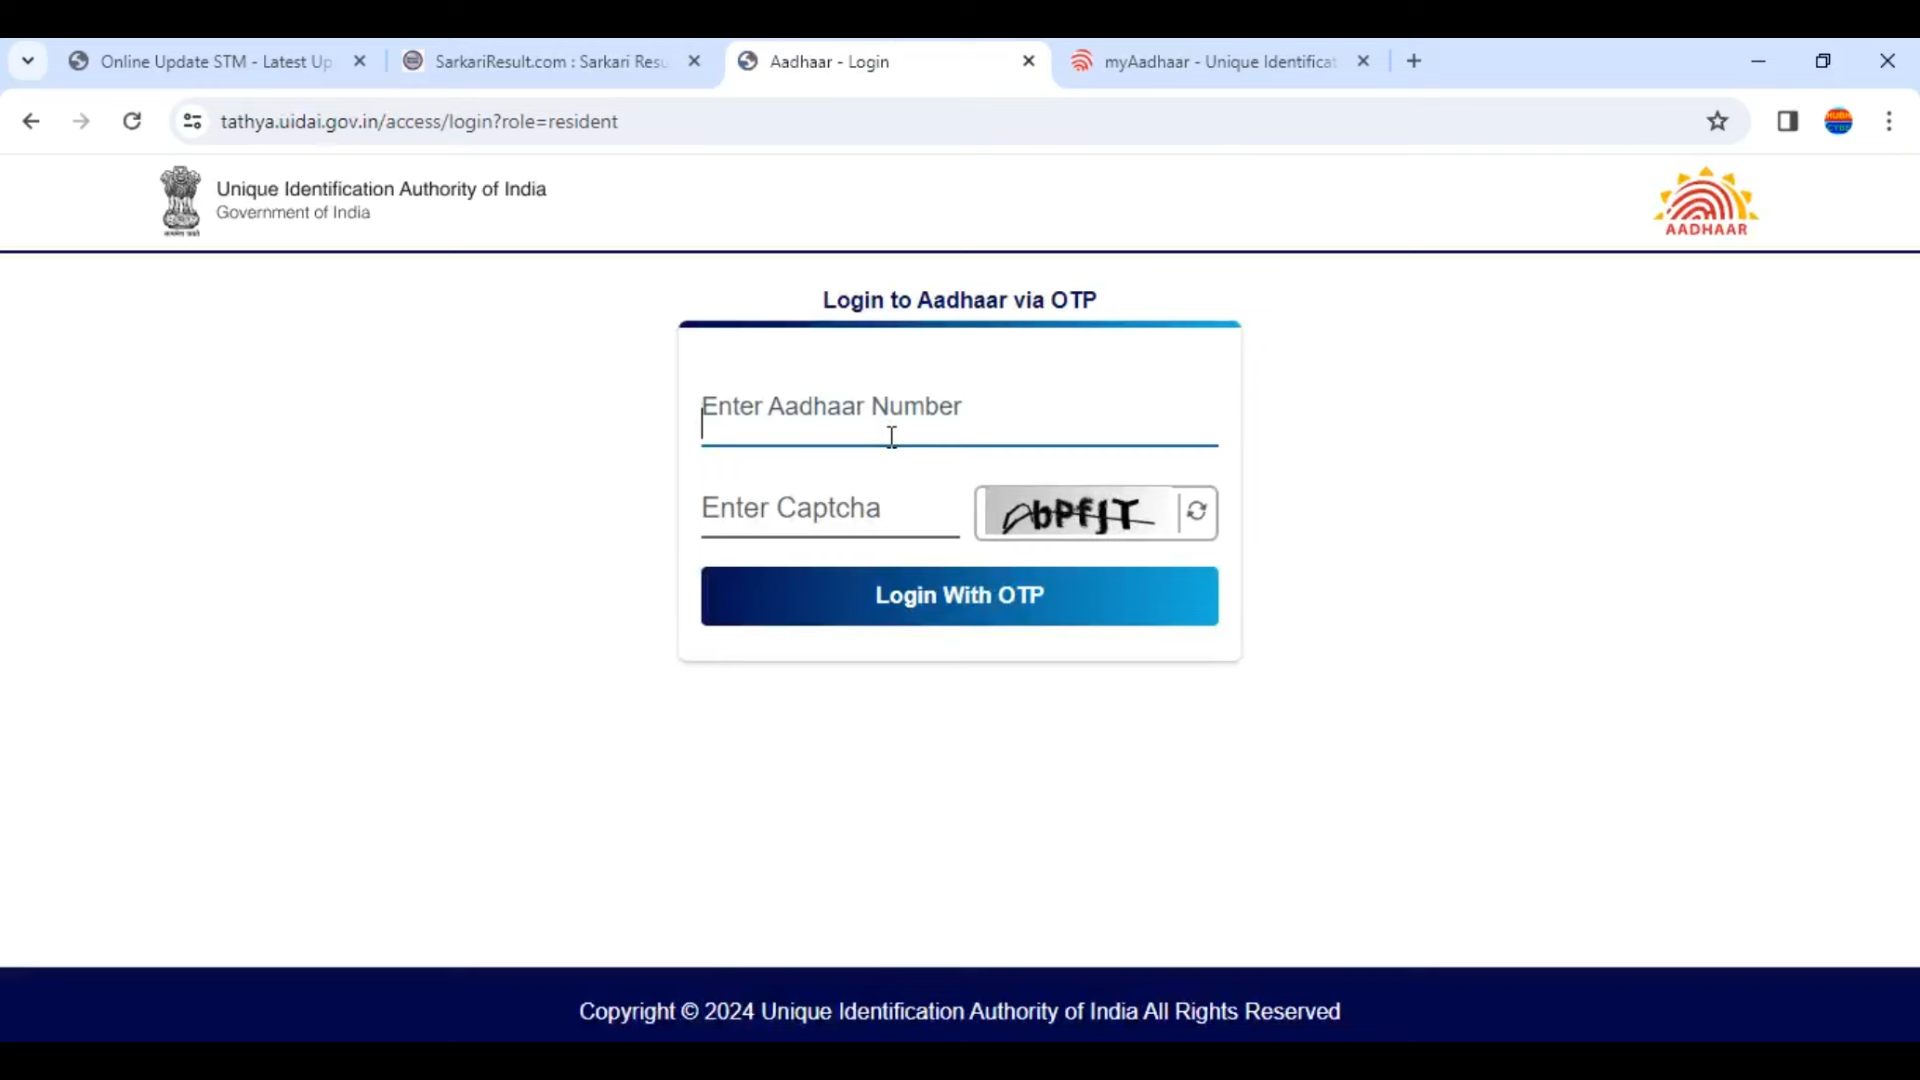 Online Update STM - Latest Up
SarkariResult.com : Sarkari Resu
Aadhaar - Login
myAadhaar - Unique Identificat
tathya.uidai.gov.in/access/login?role=resident
Unique Identification Authority of India
Government of India
AADHAAR
Login to Aadhaar via OTP
Enter Aadhaar Number
Enter Captcha
Login With OTP
Copyright © 2024 Unique Identification Authority of India All Rights Reserved